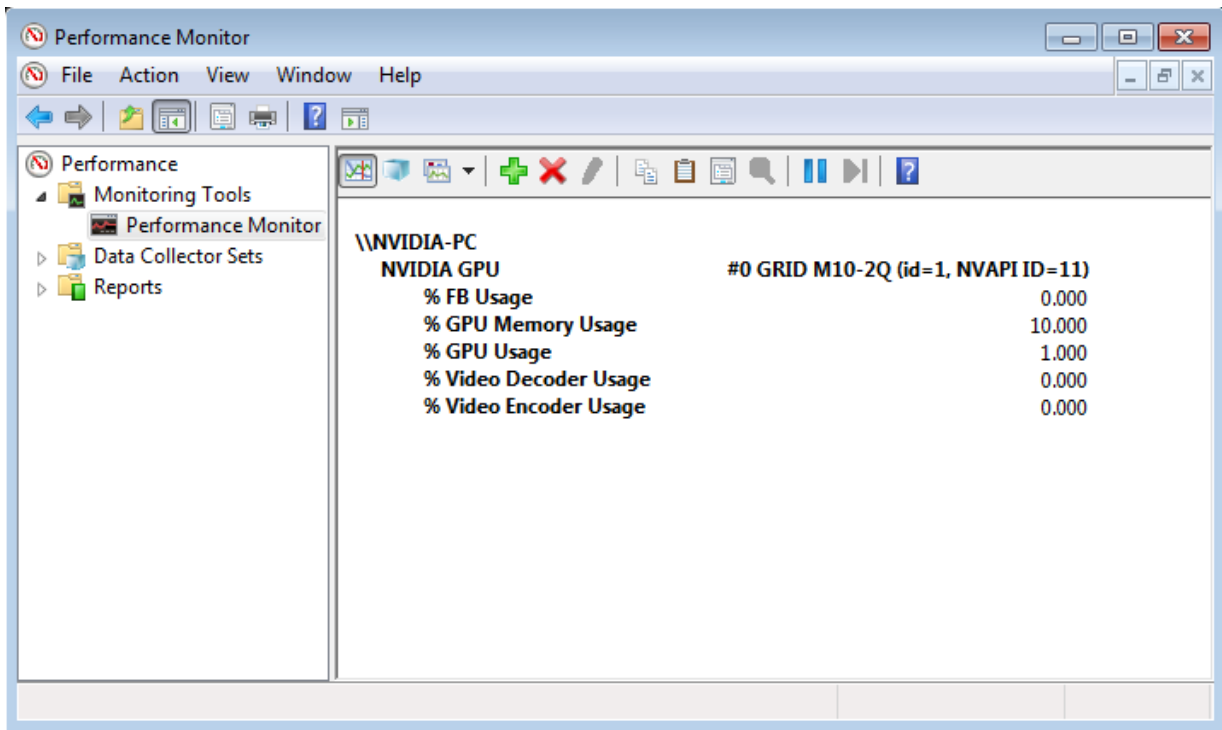 Performance Monitor
File Action View Window Help
Performance
Monitoring Tools
Performance Monitor
Data Collector Sets
Reports
\\NVIDIA-PC
NVIDIA GPU #0 GRID M10-2Q (id=1, NVAPI ID=11)
% FB Usage 0.000
% GPU Memory Usage 10.000
% GPU Usage 1.000
% Video Decoder Usage 0.000
% Video Encoder Usage 0.000